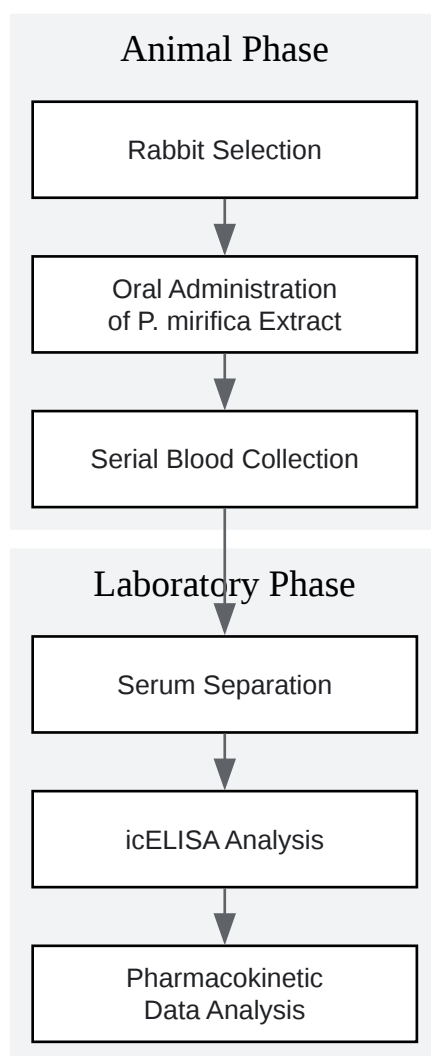 Animal Phase
Rabbit Selection
Oral Administration
of P. mirifica Extract
Serial Blood Collection
Laboratory Phase
Serum Separation
icELISA Analysis
Pharmacokinetic
Data Analysis